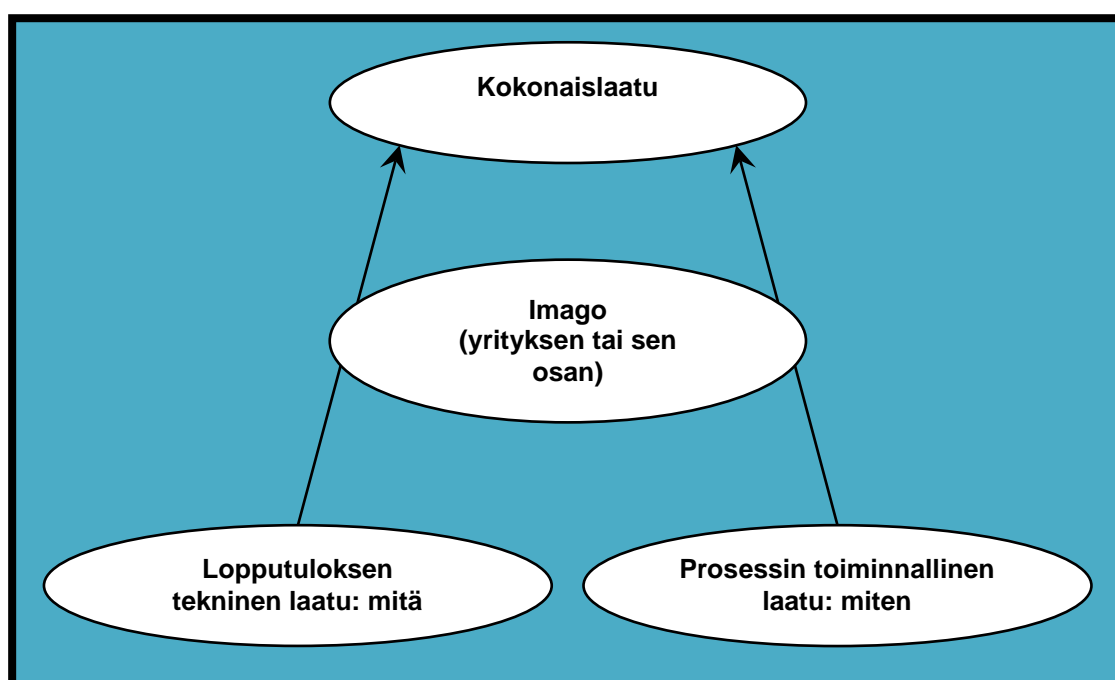 Kokonaislaatu
Imago
(yrityksen tai sen
osan)
Lopputuloksen
tekninen laatu: mitä
Prosessin toiminnallinen
laatu: miten